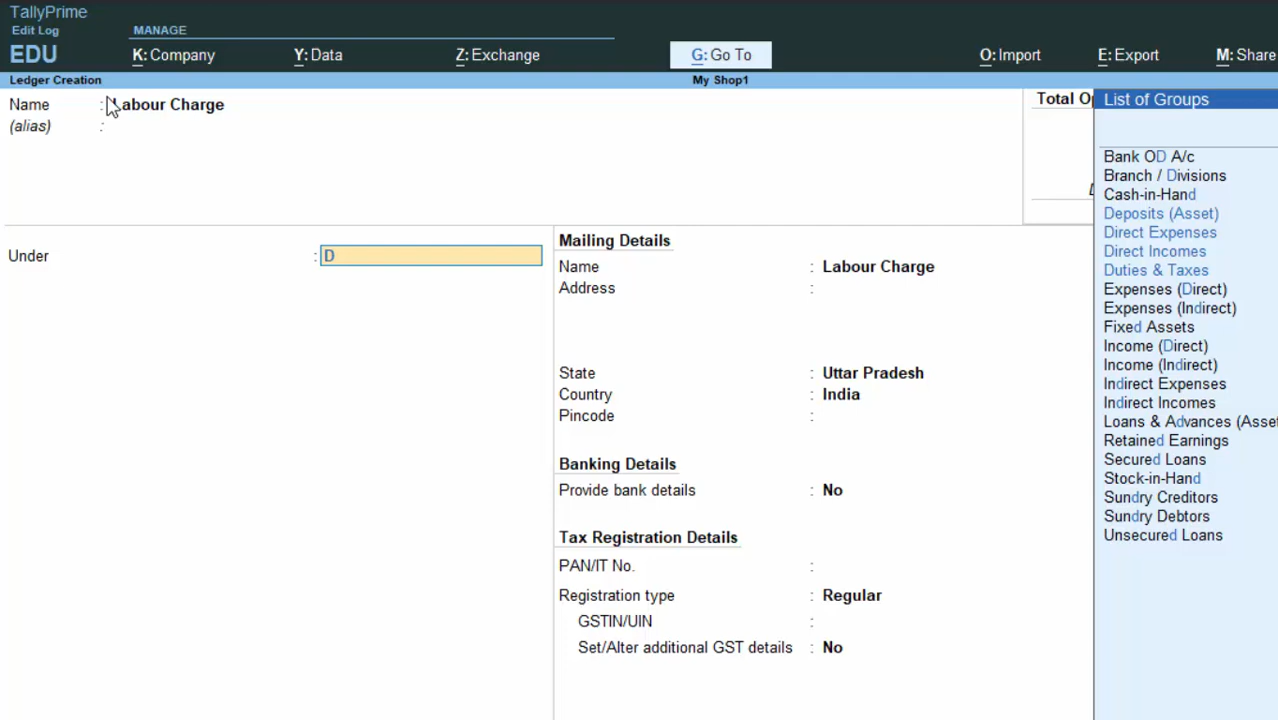 TallyPrime
Edit Log
EDU
MANAGE
K: Company
Y: Data
Z: Exchange
G: Go To
O: Import
E: Export
M: Share
Ledger Creation
My Shop1
Name : Labour Charge
(alias) :
Total Op
Under : D
Mailing Details
Name : Labour Charge
Address :
State : Uttar Pradesh
Country : India
Pincode :
Banking Details
Provide bank details : No
Tax Registration Details
PAN/IT No. :
Registration type : Regular
GSTIN/UIN :
Set/Alter additional GST details : No
List of Groups
Bank OD A/c
Branch / Divisions
Cash-in-Hand
Deposits (Asset)
Direct Expenses
Direct Incomes
Duties & Taxes
Expenses (Direct)
Expenses (Indirect)
Fixed Assets
Income (Direct)
Income (Indirect)
Indirect Expenses
Indirect Incomes
Loans & Advances (Asset
Retained Earnings
Secured Loans
Stock-in-Hand
Sundry Creditors
Sundry Debtors
Unsecured Loans